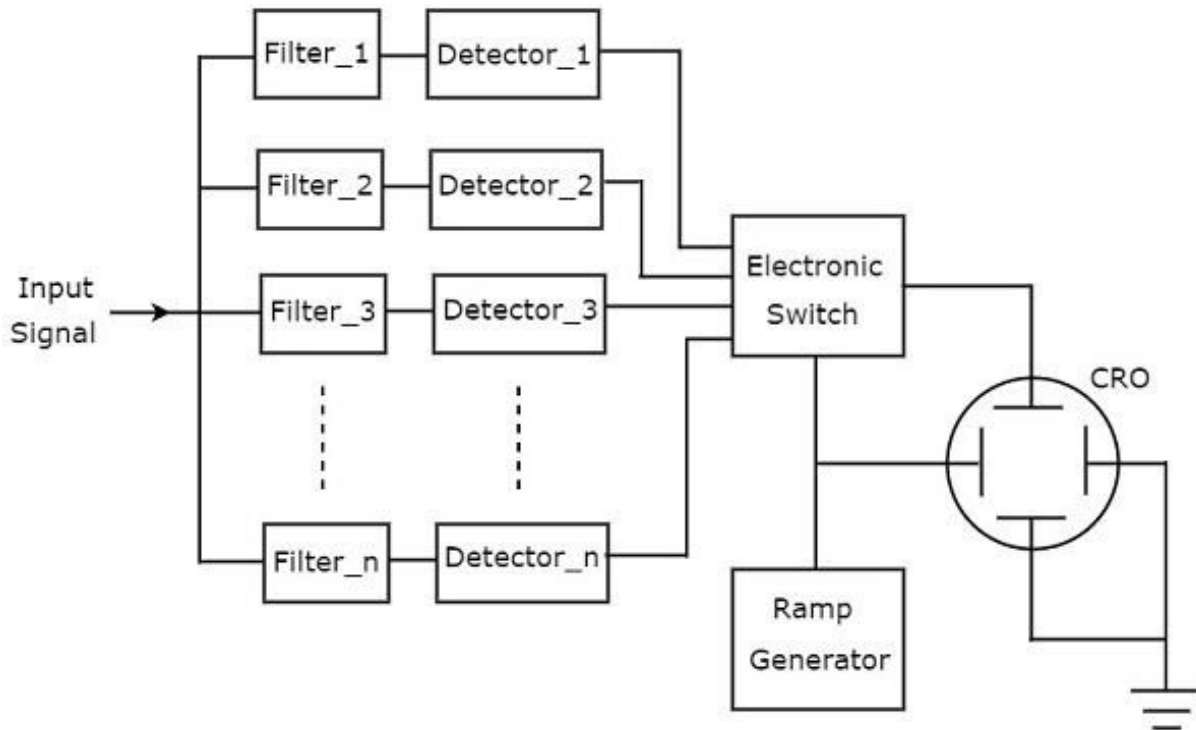 Filter_1
Detector_1
Filter_2
Detector_2
Input
Signal
Filter_3
Detector_3
Electronic
Switch
CRO
Filter_n
Detector_n
Ramp
Generator